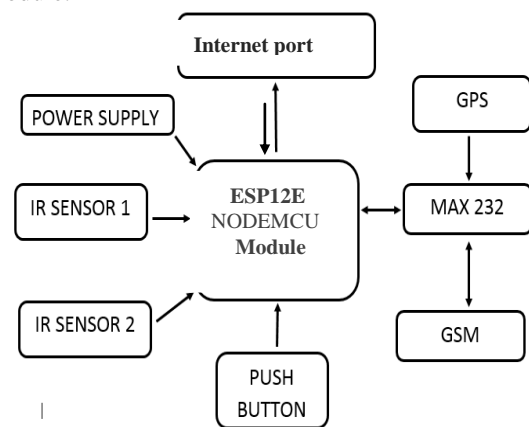 Internet port
POWER SUPPLY
GPS
IR SENSOR 1
ESP12E
NODEMCU
Module
MAX 232
IR SENSOR 2
GSM
PUSH
BUTTON